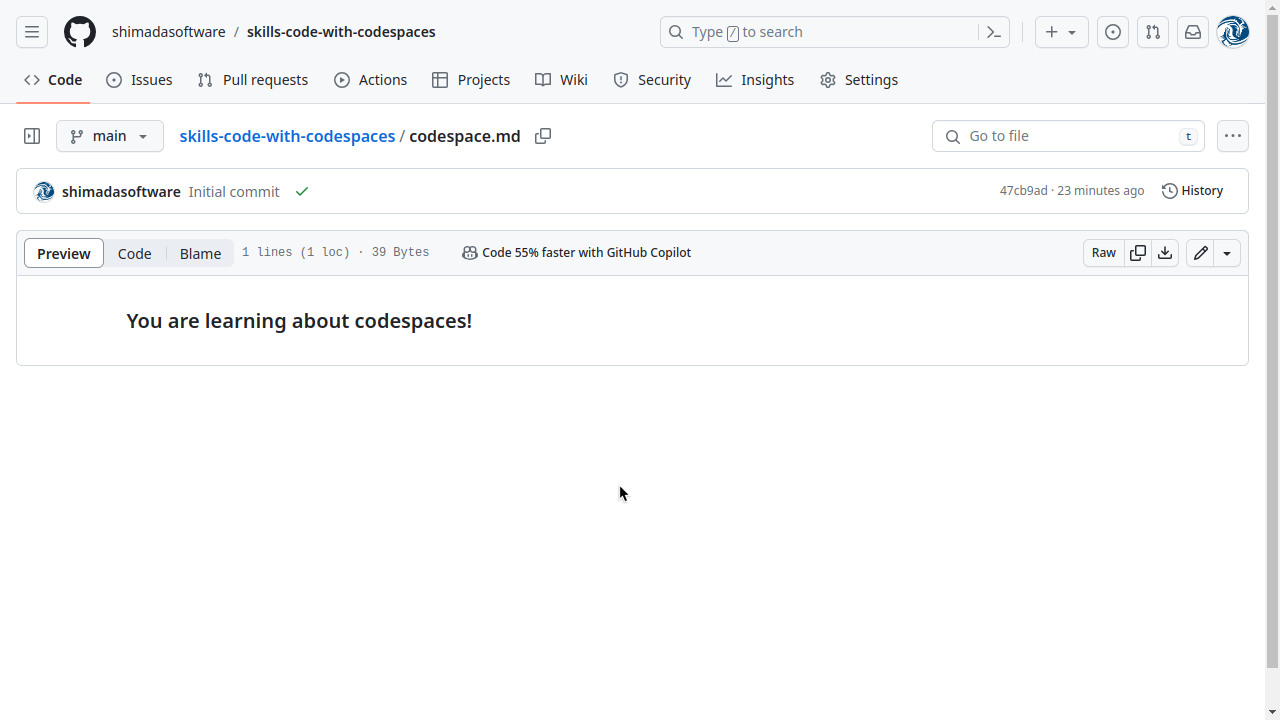 shimadasoftware / skills-code-with-codespaces
Type / to search
Code Issues Pull requests Actions Projects Wiki Security Insights Settings
main
skills-code-with-codespaces / codespace.md
Go to file t
shimadasoftware Initial commit
47cb9ad · 23 minutes ago
History
Preview Code Blame
1 lines (1 loc) · 39 Bytes
Code 55% faster with GitHub Copilot
Raw
You are learning about codespaces!